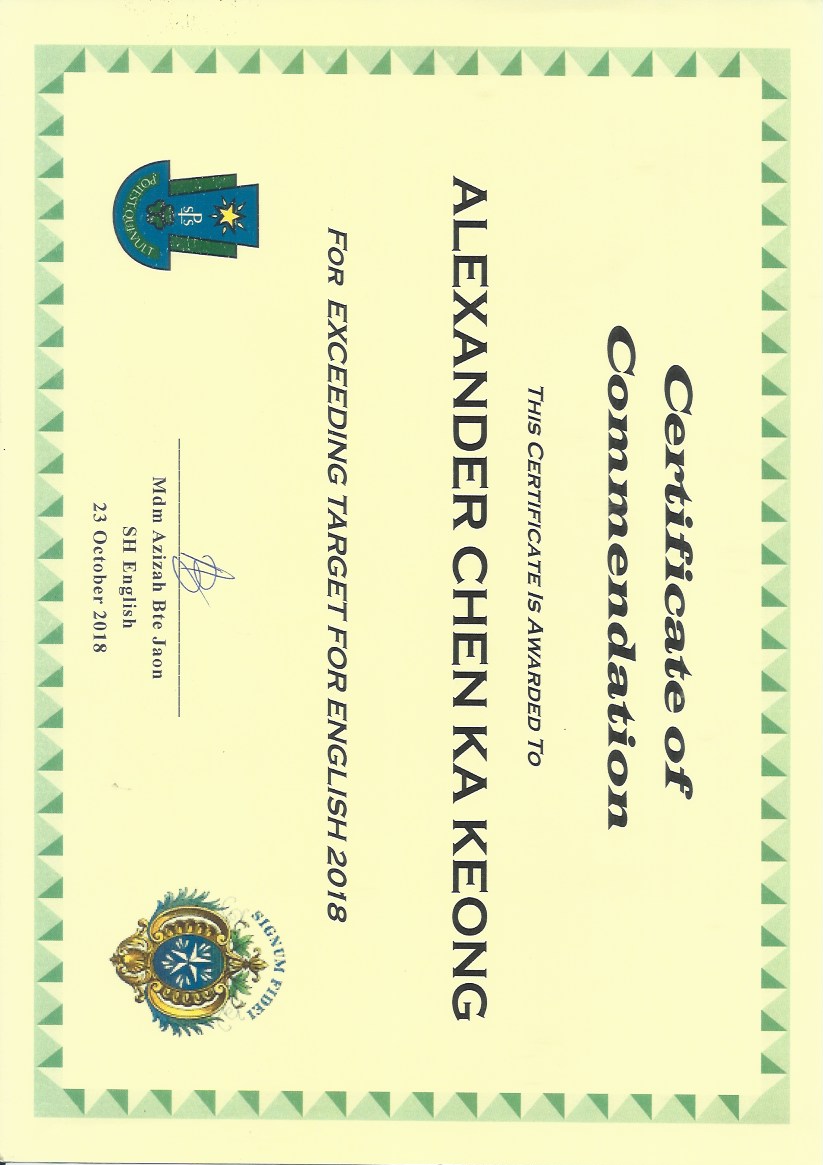 Certificate of
Commendation
THIS CERTIFICATE IS AWARDED TO
ALEXANDER CHEN KA KEONG
FOR EXCEEDING TARGET FOR ENGLISH 2018
SIGNUM FIDEI
SPS
POTEST QUI VULT
Mdm Azizah Bte Jaon
SH English
23 October 2018